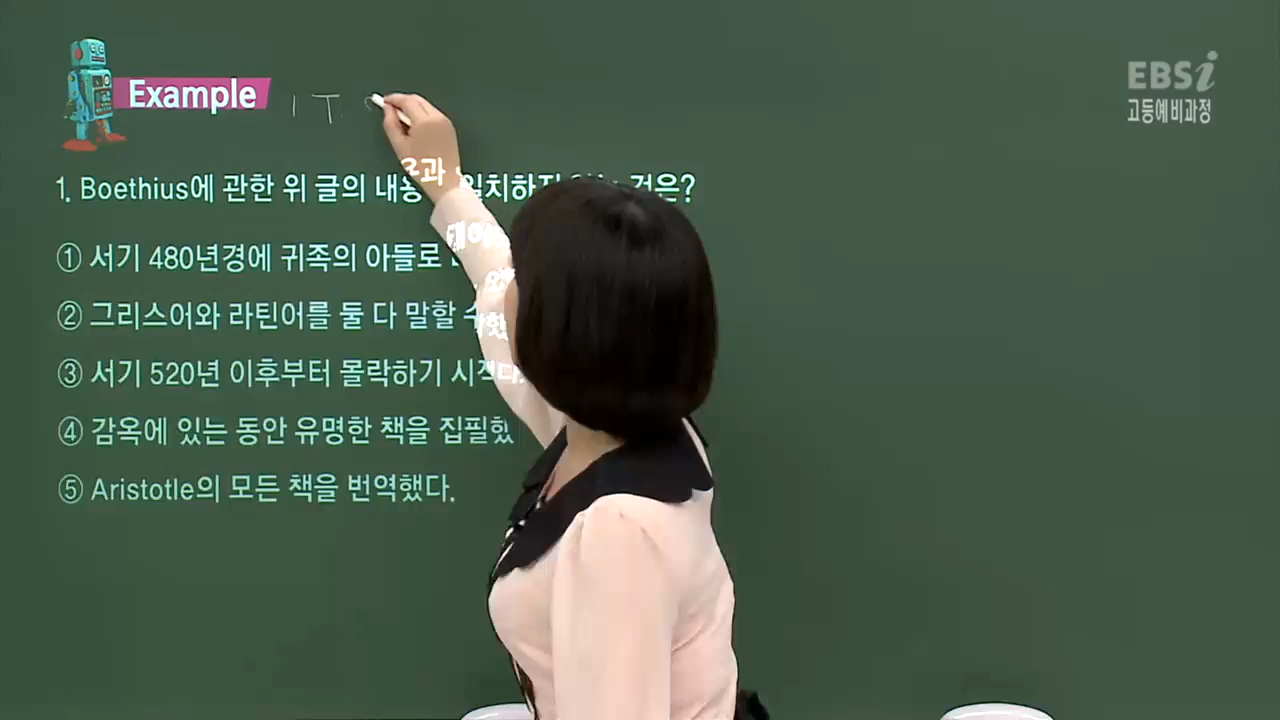 Example
EBSi
고등예비과정
1. Boethius에 관한 위 글의 내용과 일치하지 것은?
① 서기 480년경에 귀족의 아들로
② 그리스어와 라틴어를 둘 다 말할 수
③ 서기 520년 이후부터 몰락하기 시작
④ 감옥에 있는 동안 유명한 책을 집필했
⑤ Aristotle의 모든 책을 번역했다.